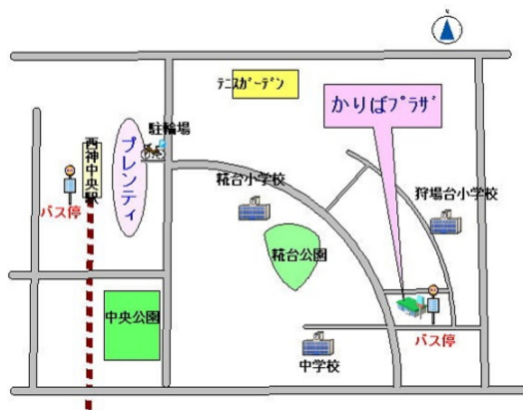 N
テニスガーデン
かりばプラザ
駐輪場
西神中央駅
プレンティ
糀台小学校
狩場台小学校
バス停
糀台公園
中央公園
中学校
バス停